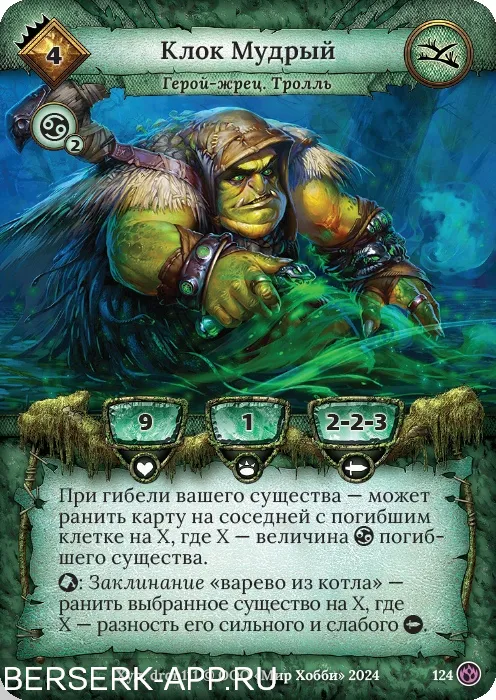 4
Клок Мудрый
Герой-жрец. Тролль
2
9
1
2-2-3
При гибели вашего существа — может
ранить карту на соседней с погибшим
клетке на X, где X — величина погиб-
шего существа.
: Заклинание «варево из котла» —
ранить выбранное существо на X, где
X — разность его сильного и слабого .
© ООО «Мир Хобби» 2024
124
BERSERK-APP.РУ